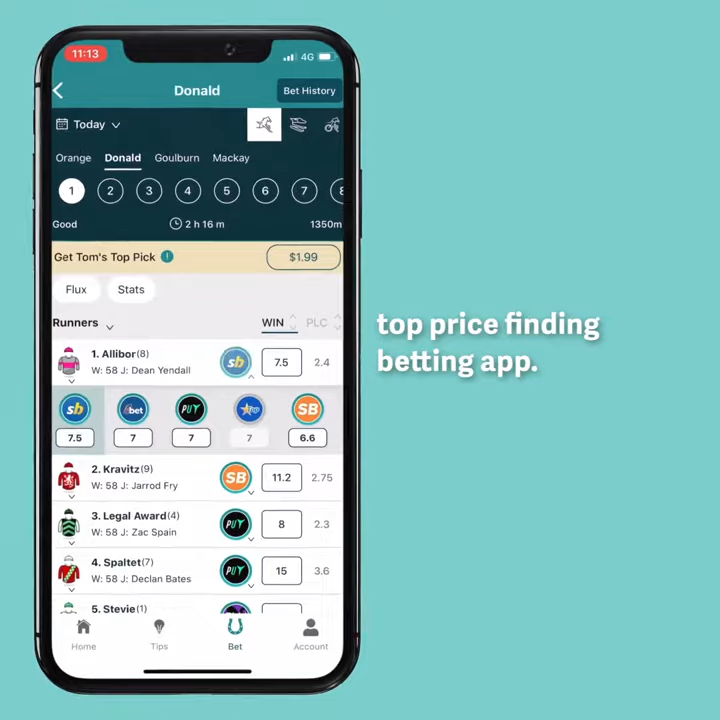 11:13
4G
Donald
Bet History
Today
Orange Donald Goulburn Mackay
1 2 3 4 5 6 7 8
Good 2 h 16 m 1350m
Get Tom's Top Pick ! $1.99
Flux Stats
Runners WIN PLC
1. Allibor(8)
W: 58 J: Dean Yendall
sb 7.5 2.4
sb bet PUY SB
7.5 7 7 7 6.6
2. Kravitz(9)
W: 58 J: Jarrod Fry
SB 11.2 2.75
3. Legal Award(4)
W: 58 J: Zac Spain
PUY 8 2.3
4. Spaltet(7)
W: 58 J: Declan Bates
PUY 15 3.6
5. Stevie(1)
Home Tips Bet Account
top price finding
betting app.